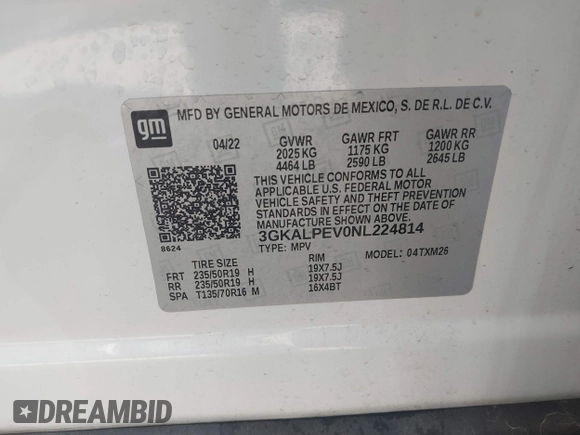 gm
MFD BY GENERAL MOTORS DE MEXICO, S. DE R.L. DE C.V.
04/22 GVWR GAWR FRT GAWR RR
2025 KG 1175 KG 1200 KG
4464 LB 2590 LB 2645 LB
THIS VEHICLE CONFORMS TO ALL
APPLICABLE U.S. FEDERAL MOTOR
VEHICLE SAFETY AND THEFT PREVENTION
STANDARDS IN EFFECT ON THE DATE OF
MANUFACTURE SHOWN ABOVE.
3GKALPEV0NL224814
8624 TYPE: MPV MODEL: 04TXM26
TIRE SIZE RIM
FRT 235/50R19 H 19X7.5J
RR 235/50R19 H 19X7.5J
SPA T135/70R16 M 16X4BT
DREAMBID